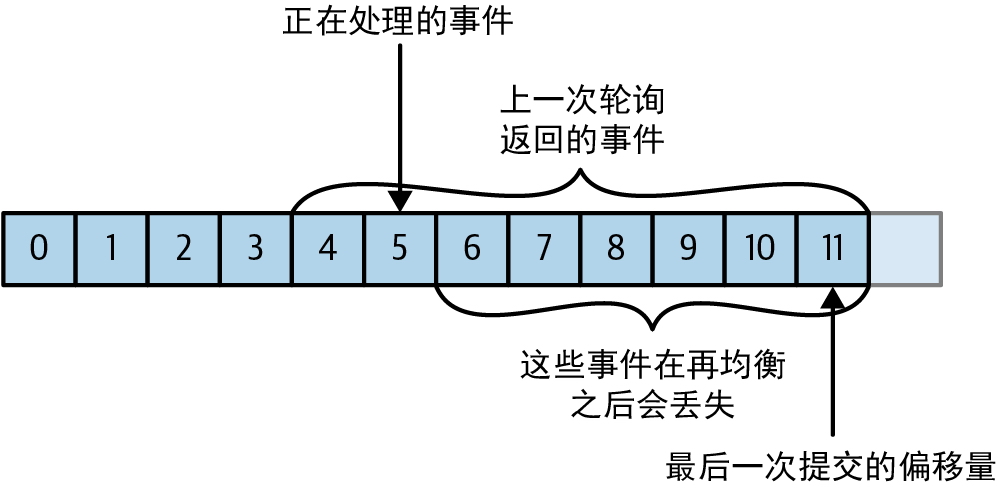 正在处理的事件
上一次轮询
返回的事件
0 1 2 3 4 5 6 7 8 9 10 11
这些事件在再均衡
之后会丢失
最后一次提交的偏移量